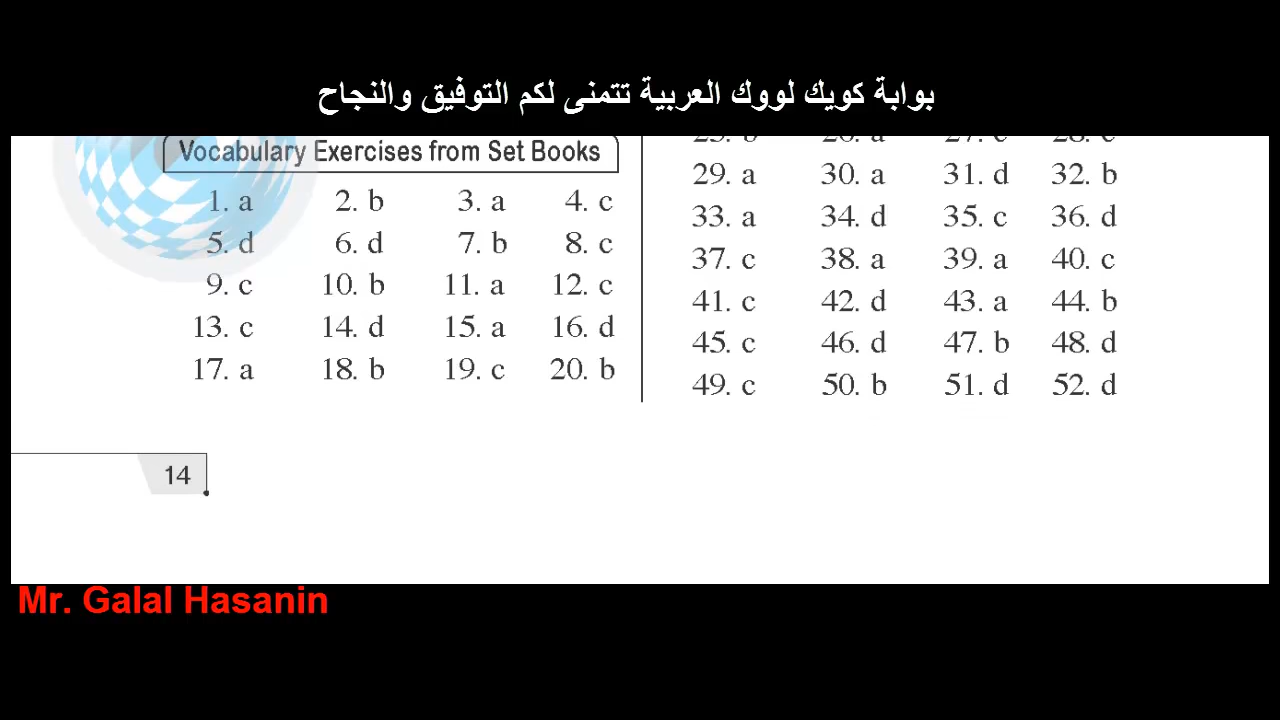 بوابة كويك لووك العربية تتمنى لكم التوفيق والنجاح
Vocabulary Exercises from Set Books
1. a 2. b 3. a 4. c
5. d 6. d 7. b 8. c
9. c 10. b 11. a 12. c
13. c 14. d 15. a 16. d
17. a 18. b 19. c 20. b
29. a 30. a 31. d 32. b
33. a 34. d 35. c 36. d
37. c 38. a 39. a 40. c
41. c 42. d 43. a 44. b
45. c 46. d 47. b 48. d
49. c 50. b 51. d 52. d
14
Mr. Galal Hasanin